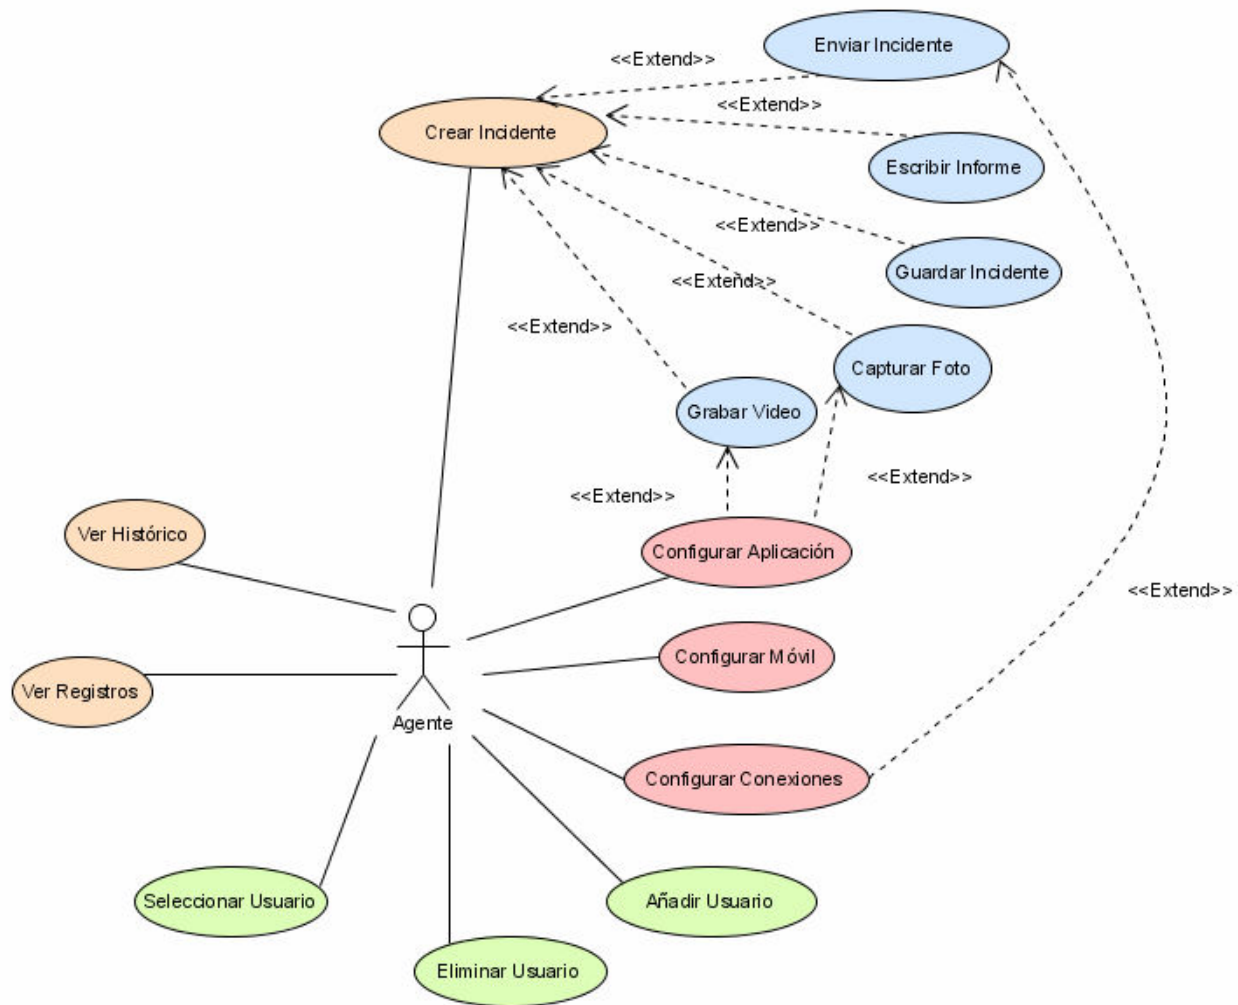 Enviar Incidente
<<Extend>>
<<Extend>>
Crear Incidente
Escribir Informe
<<Extend>>
Guardar Incidente
<<Extend>>
<<Extend>>
Capturar Foto
Grabar Video
<<Extend>>
<<Extend>>
Ver Histórico
Configurar Aplicación
<<Extend>>
Configurar Móvil
Ver Registros
Agente
Configurar Conexiones
Seleccionar Usuario
Añadir Usuario
Eliminar Usuario